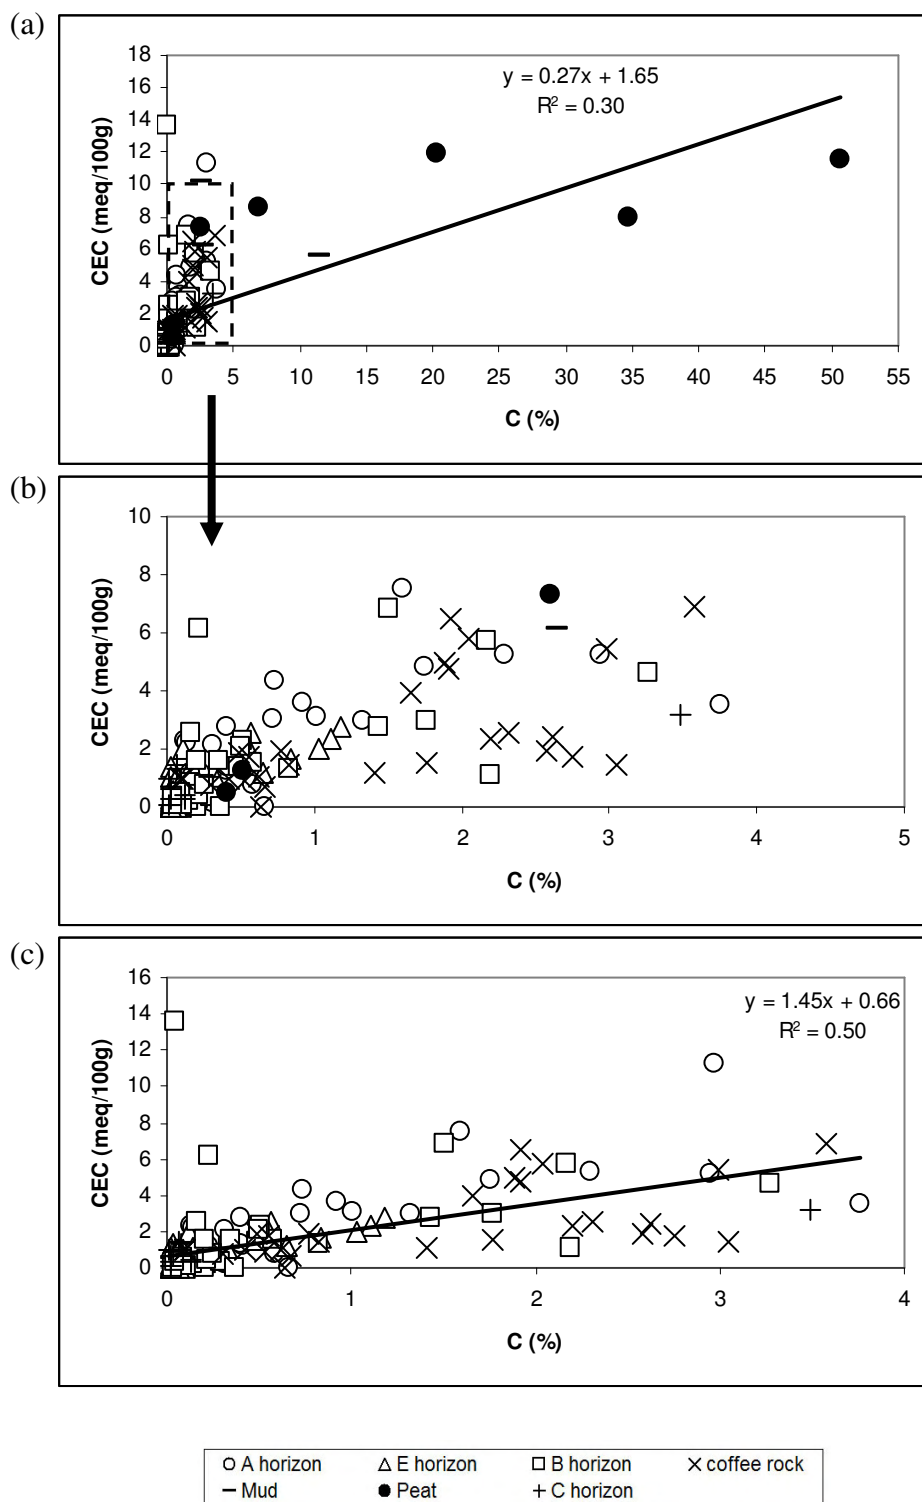 (a)
18
16
14
12
10
8
6
4
2
0
CEC (meq/100g)
y = 0.27x + 1.65
R² = 0.30
0 5 10 15 20 25 30 35 40 45 50 55
C (%)
(b)
10
8
6
4
2
0
CEC (meq/100g)
0 1 2 3 4 5
C (%)
(c)
16
14
12
10
8
6
4
2
0
CEC (meq/100g)
y = 1.45x + 0.66
R² = 0.50
0 1 2 3 4
C (%)
A horizon E horizon B horizon coffee rock
Mud Peat C horizon